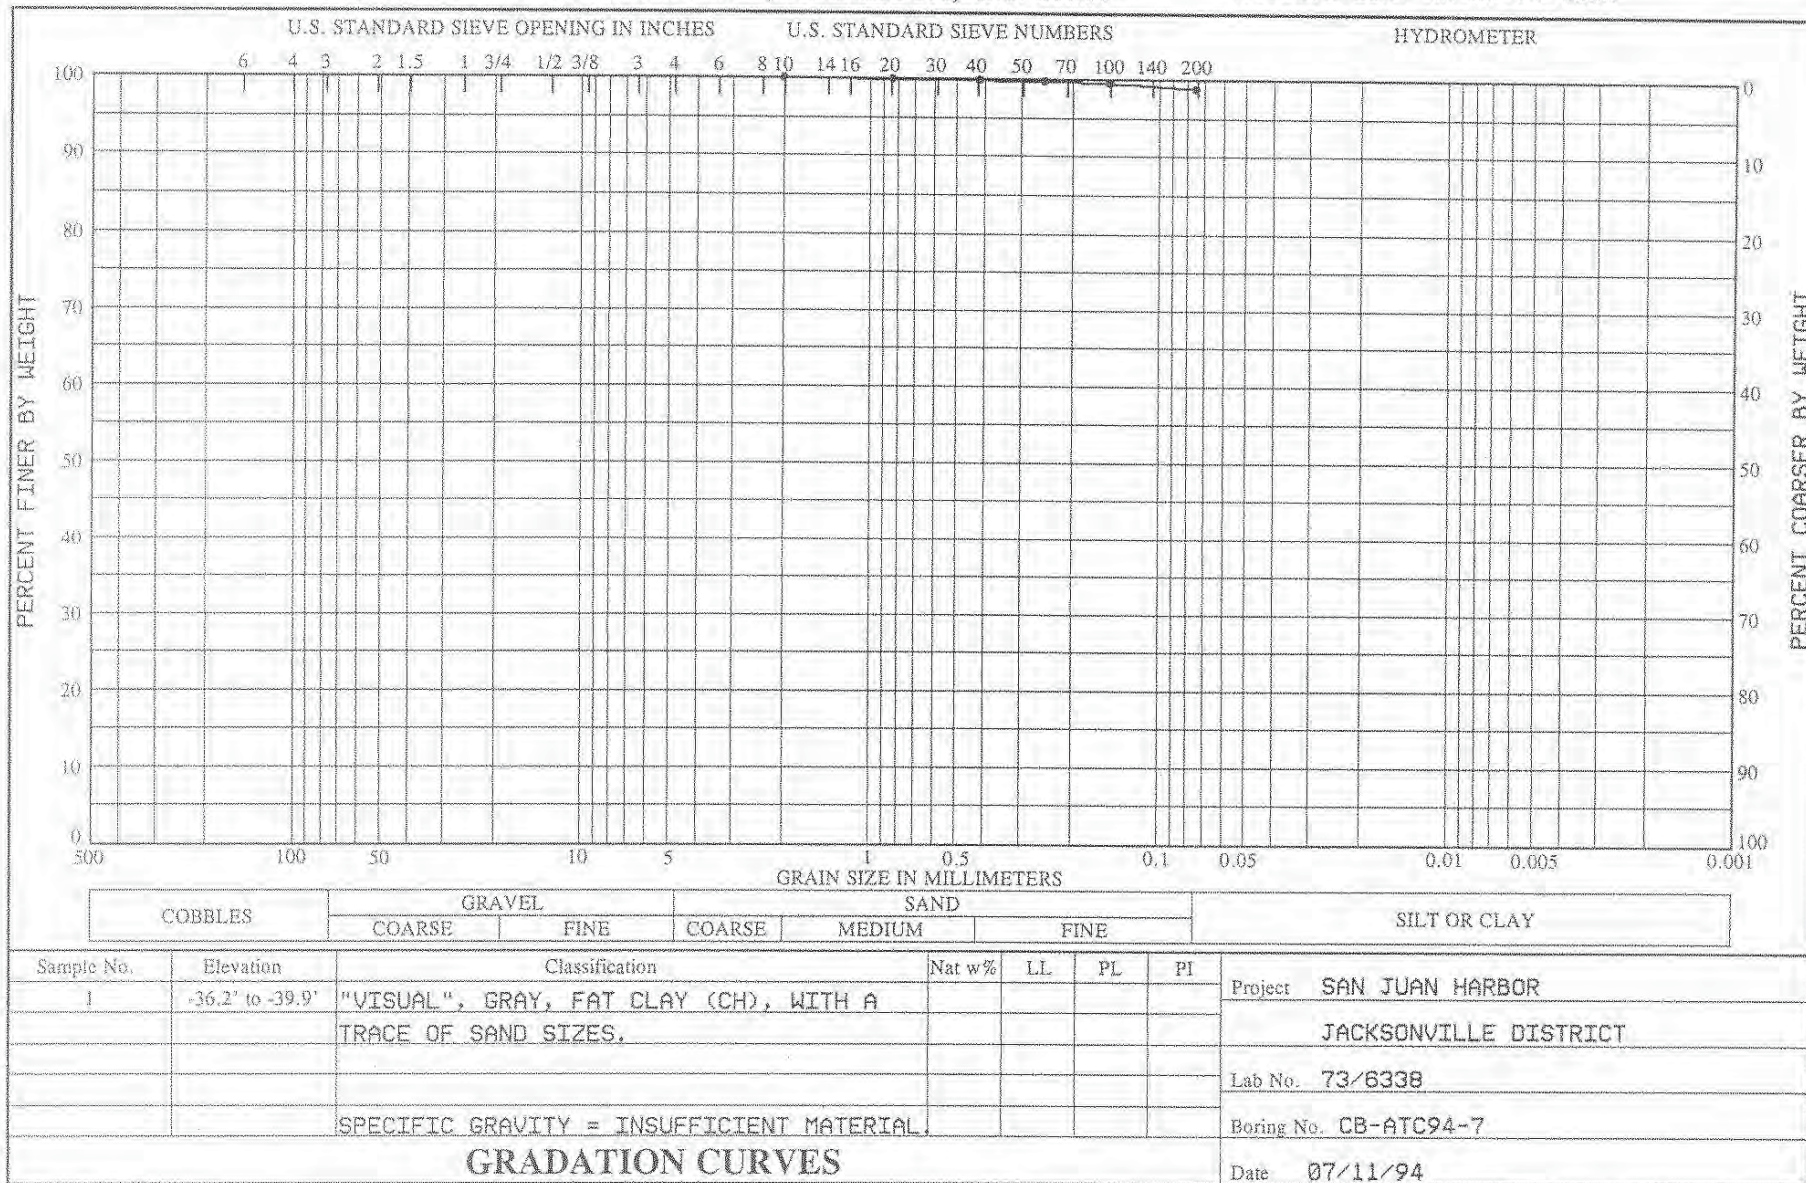 U.S. STANDARD SIEVE OPENING IN INCHES U.S. STANDARD SIEVE NUMBERS HYDROMETER
6 4 3 2 1.5 1 3/4 1/2 3/8 3 4 6 8 10 14 16 20 30 40 50 70 100 140 200
100 0
90 10
80 20
70 30
60 40
50 50
40 60
30 70
20 80
10 90
0 100
PERCENT FINER BY WEIGHT
PERCENT COARSER BY WEIGHT
500 100 50 10 5 1 0.5 0.1 0.05 0.01 0.005 0.001
GRAIN SIZE IN MILLIMETERS
COBBLES GRAVEL SAND SILT OR CLAY
COARSE FINE COARSE MEDIUM FINE
Sample No. Elevation Classification Nat w% LL PL PI
1 -36.2' to -39.9' "VISUAL", GRAY, FAT CLAY (CH), WITH A
TRACE OF SAND SIZES.
SPECIFIC GRAVITY = INSUFFICIENT MATERIAL.
GRADATION CURVES
Project SAN JUAN HARBOR
JACKSONVILLE DISTRICT
Lab No. 73/6338
Boring No. CB-ATC94-7
Date 07/11/94